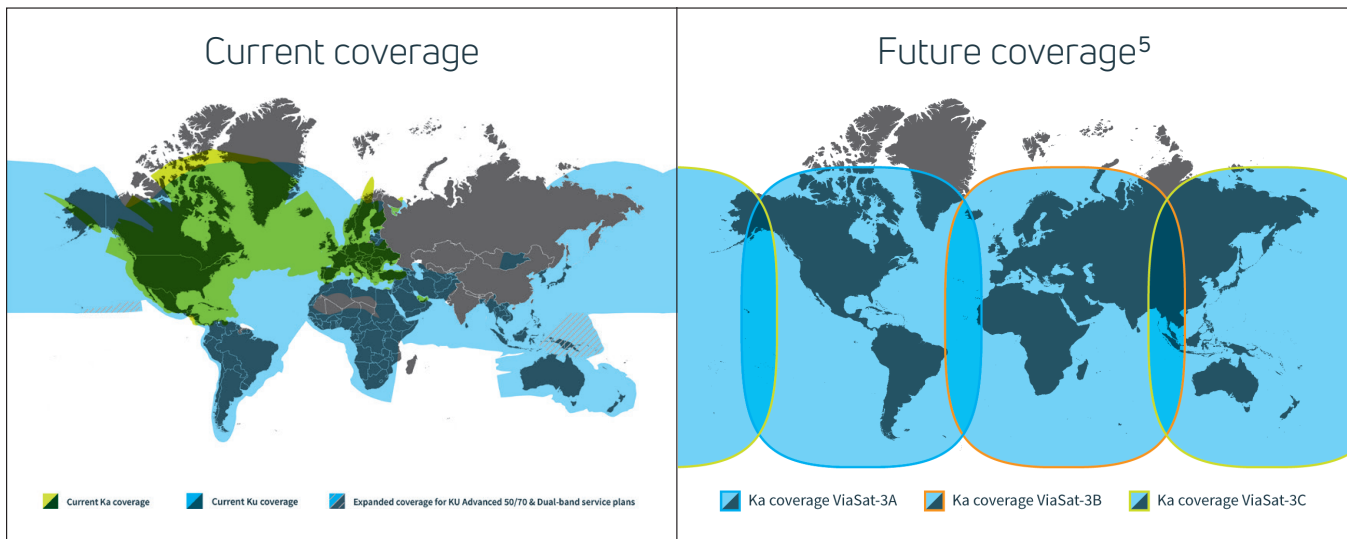 Current coverage
Current Ka coverage
Current Ku coverage
Expanded coverage for KU Advanced 50/70 & Dual-band service plans
Future coverage⁵
Ka coverage ViaSat-3A
Ka coverage ViaSat-3B
Ka coverage ViaSat-3C